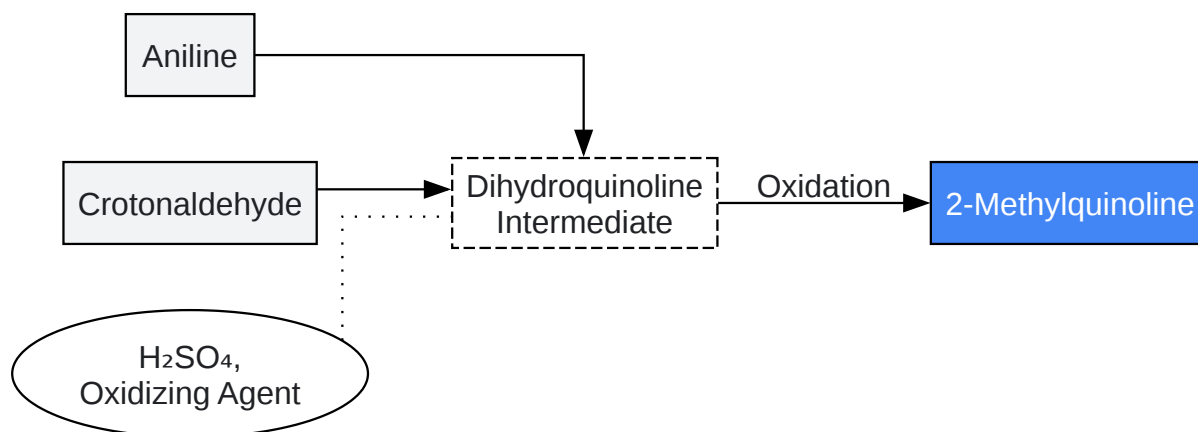 Aniline
Crotonaldehyde
Dihydroquinoline
Intermediate
Oxidation
2-Methylquinoline
H₂SO₄,
Oxidizing Agent